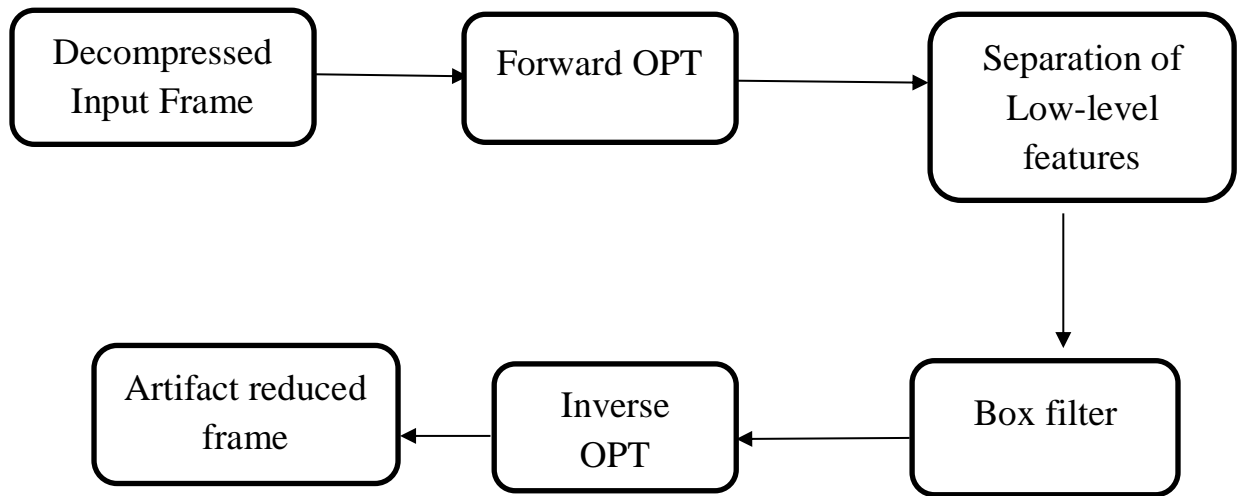 Decompressed
Input Frame
Forward OPT
Separation of
Low-level
features
Box filter
Inverse
OPT
Artifact reduced
frame